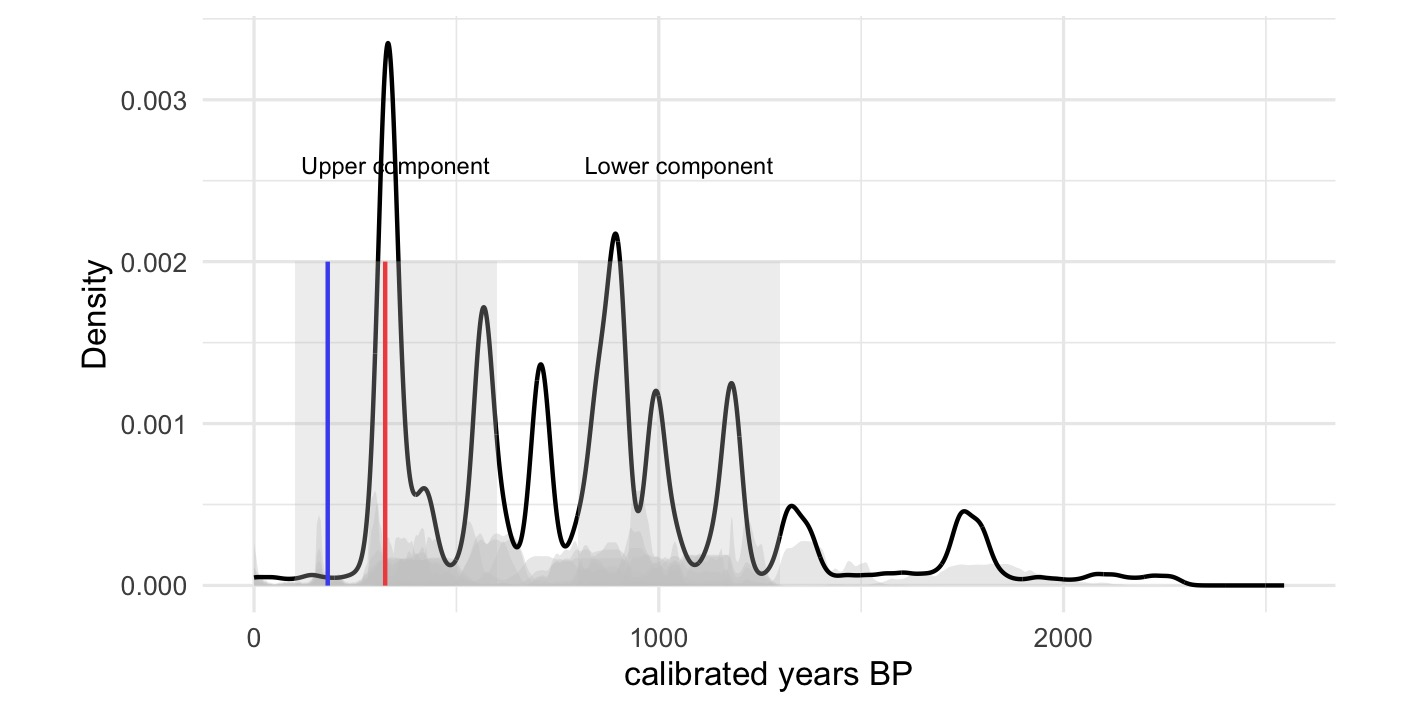 0.003
Upper component
Lower component
0.002
Density
0.001
0.000
0
1000
2000
calibrated years BP